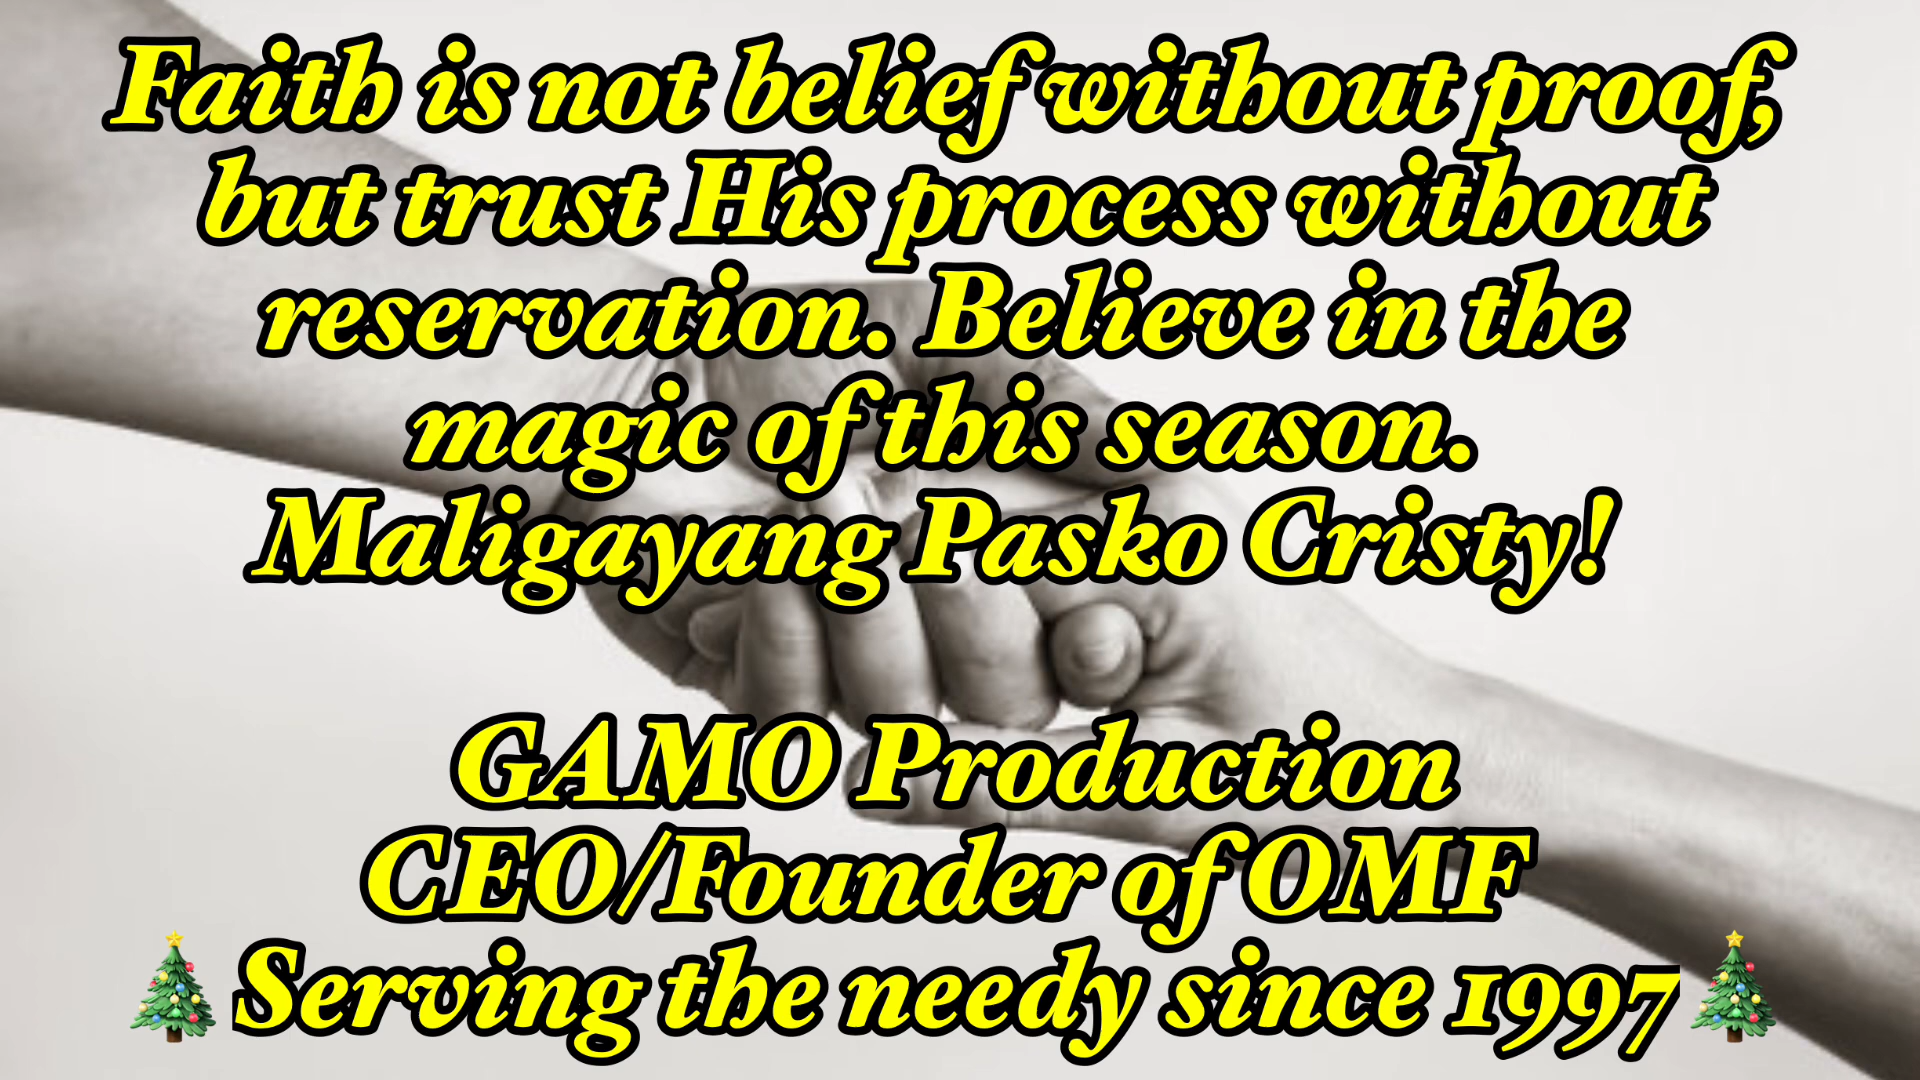 Faith is not belief without proof,
but trust His process without
reservation. Believe in the
magic of this season.
Maligayang Pasko Cristy!
GAMO Production
CEO/Founder of OMF
🎄Serving the needy since 1997🎄